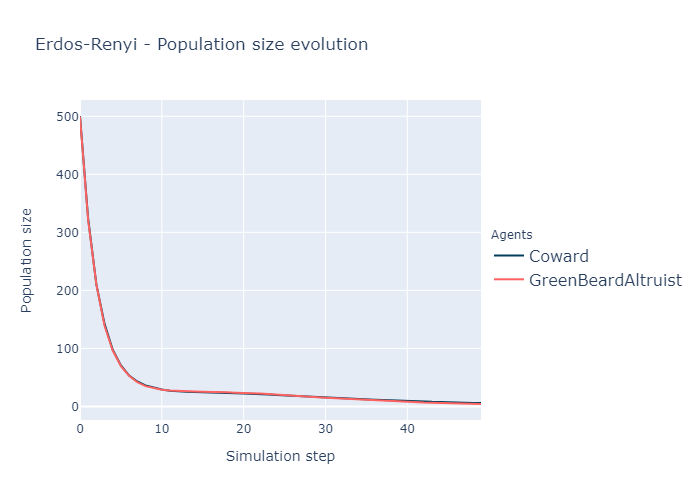 Erdos-Renyi - Population size evolution
500
400
300
200
100
0
Population size
0 10 20 30 40
Simulation step
Agents
Coward
GreenBeardAltruist